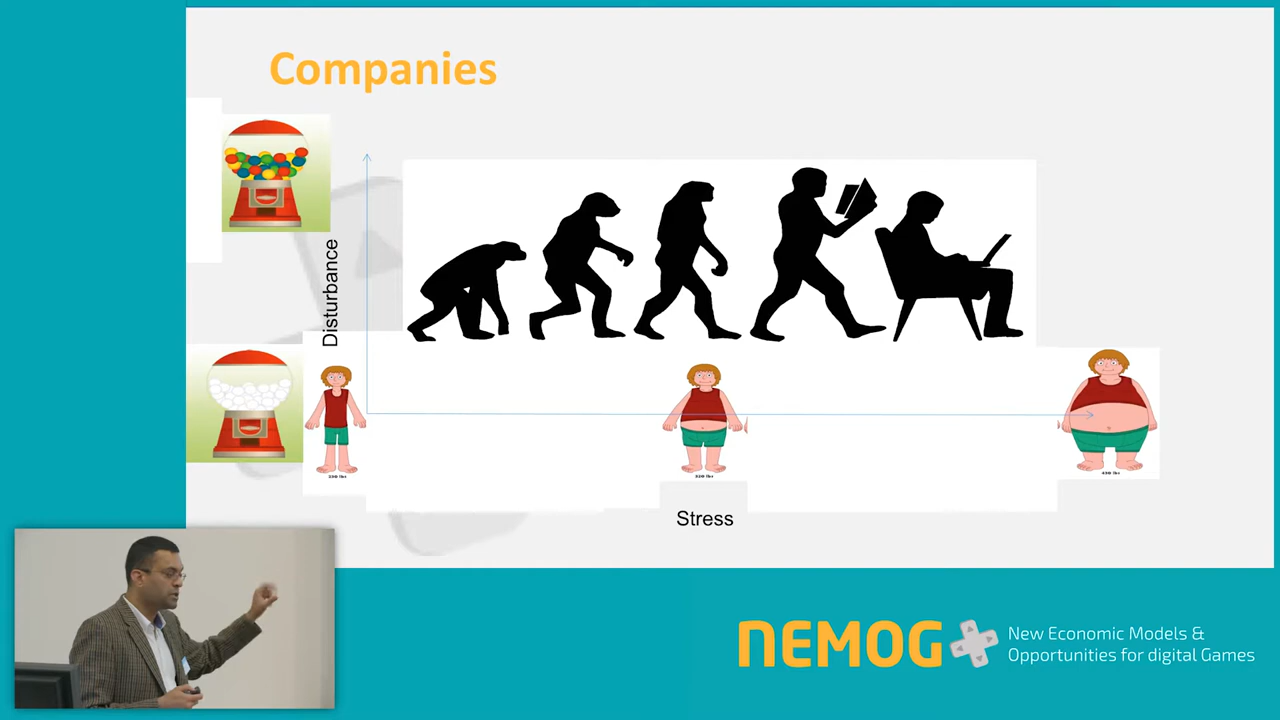 Companies
Disturbance
Stress
NEMOG
New Economic Models &
Opportunities for digital Games